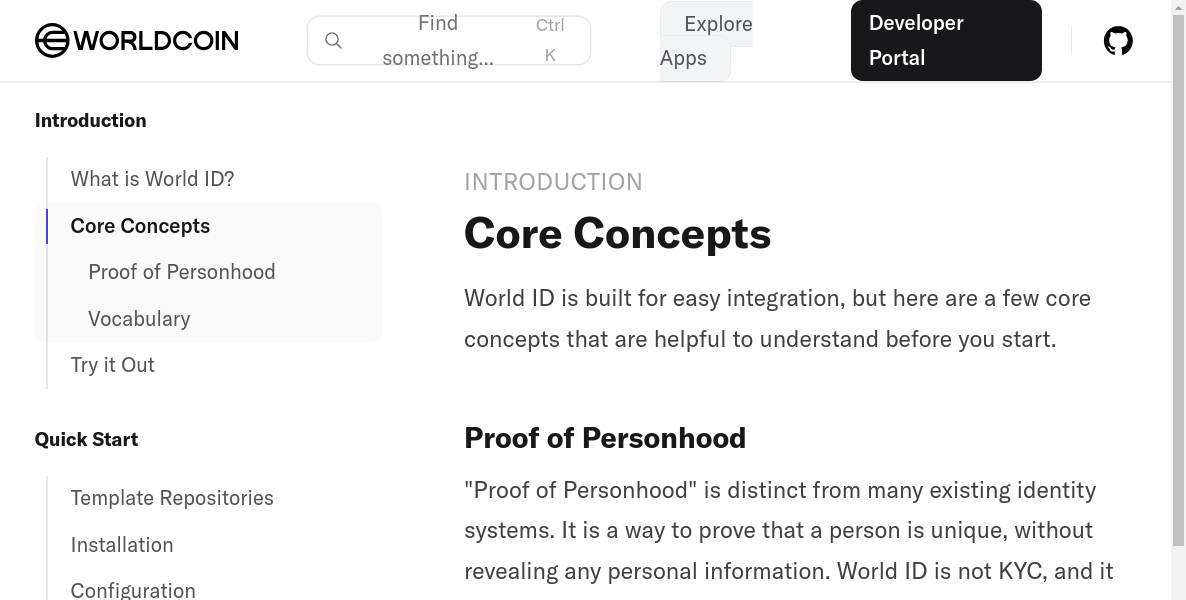 WORLDCOIN
Find
something...
Ctrl
K
Explore
Apps
Developer
Portal
Introduction
What is World ID?
Core Concepts
Proof of Personhood
Vocabulary
Try it Out
Quick Start
Template Repositories
Installation
Configuration
INTRODUCTION
Core Concepts
World ID is built for easy integration, but here are a few core
concepts that are helpful to understand before you start.
Proof of Personhood
"Proof of Personhood" is distinct from many existing identity
systems. It is a way to prove that a person is unique, without
revealing any personal information. World ID is not KYC, and it